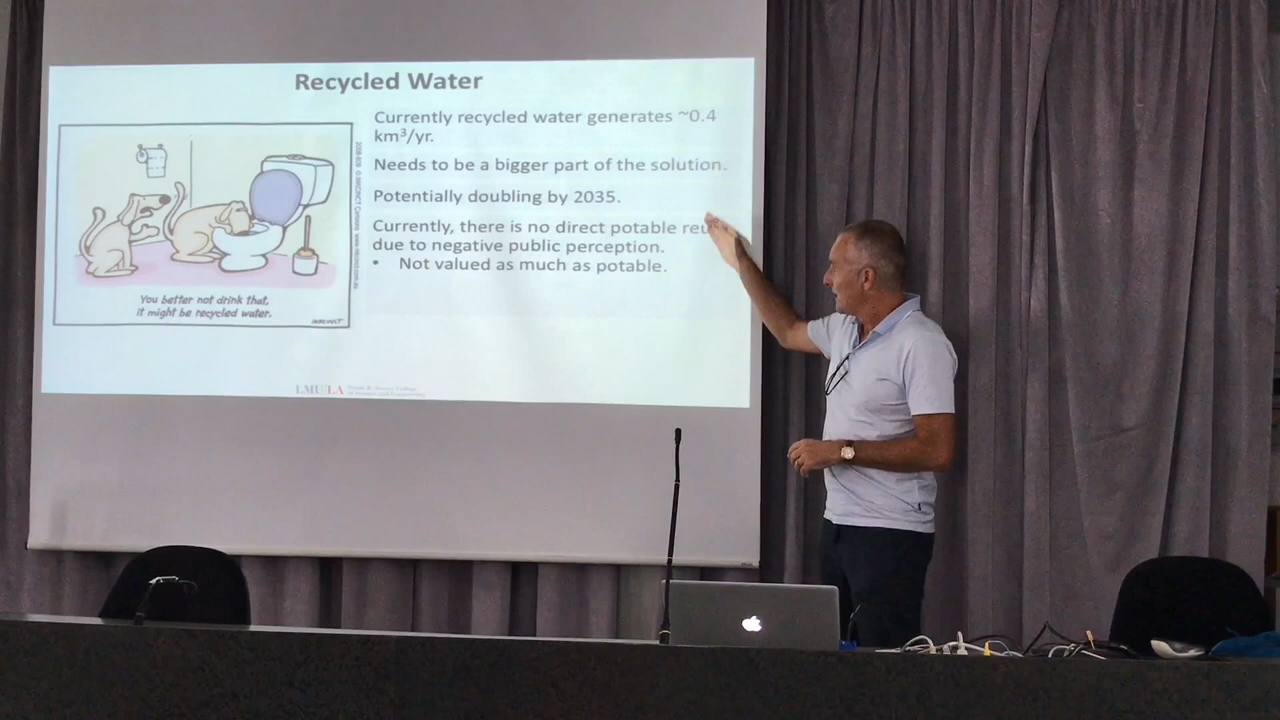 Recycled Water
Currently recycled water generates ~0.4
km³/yr.
Needs to be a bigger part of the solution.
Potentially doubling by 2035.
Currently, there is no direct potable reu
due to negative public perception.
• Not valued as much as potable.
You better not drink that,
it might be recycled water.
LMU LA